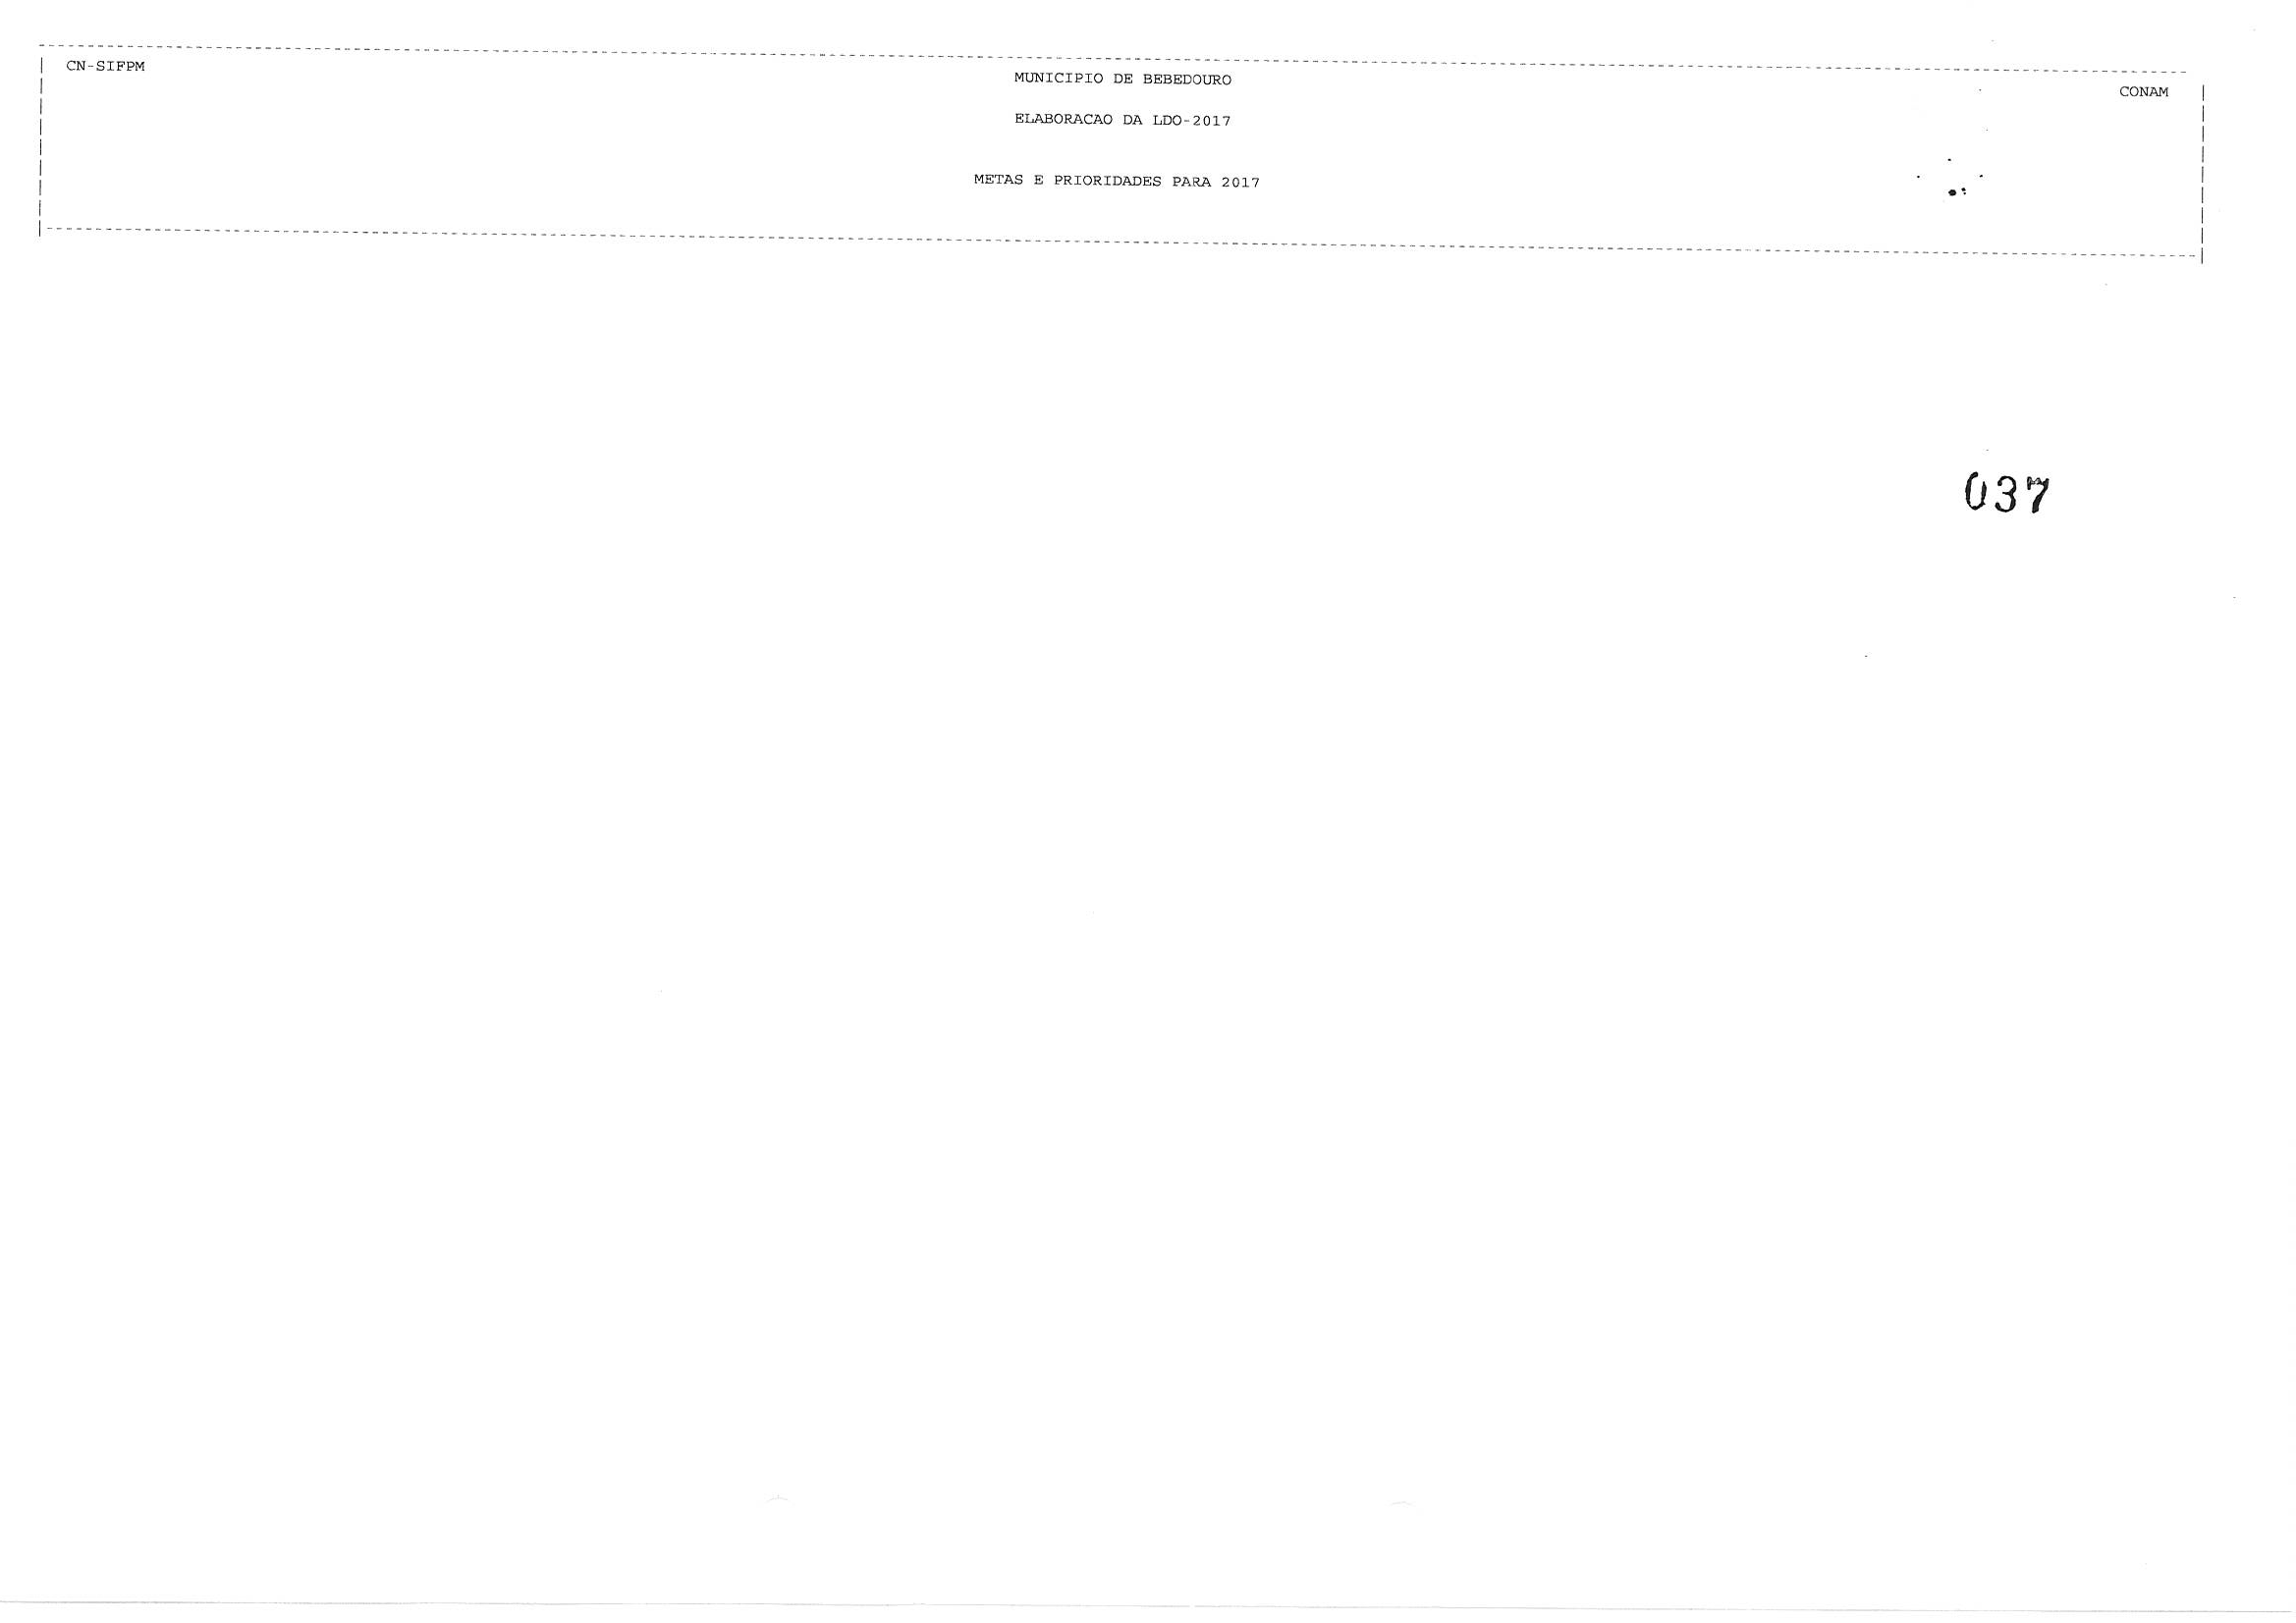 CN-SIFPM
MUNICIPIO DE BEBEDOURO
CONAM
ELABORACAO DA LDO-2017
METAS E PRIORIDADES PARA 2017
037